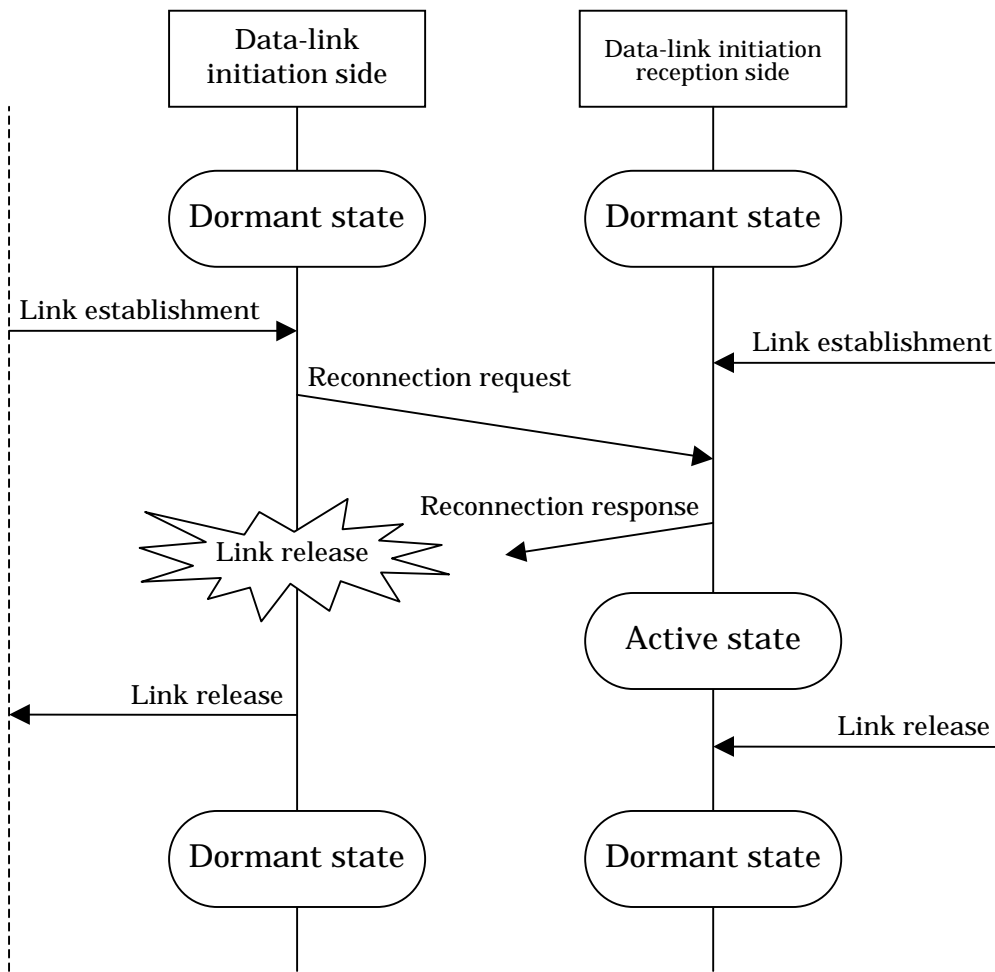 Data-link
initiation side
Data-link initiation
reception side
Dormant state
Dormant state
Link establishment
Link establishment
Reconnection request
Reconnection response
Link release
Active state
Link release
Link release
Dormant state
Dormant state